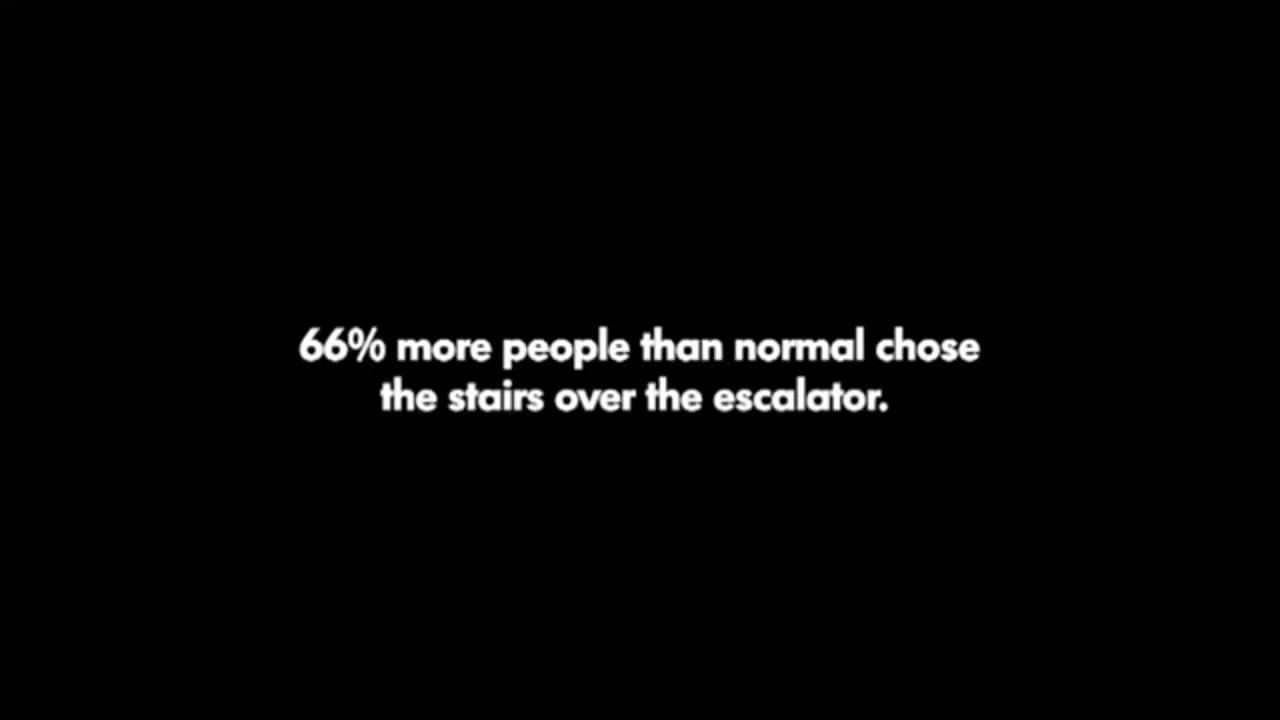 66% more people than normal chose
the stairs over the escalator.